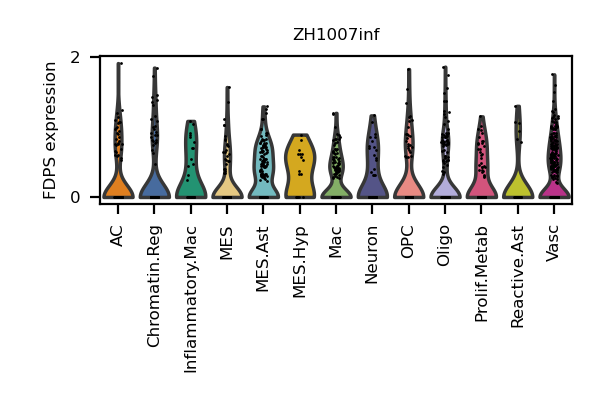 ZH1007inf
FDPS expression
2
0
AC
Chromatin.Reg
Inflammatory.Mac
MES
MES.Ast
MES.Hyp
Mac
Neuron
OPC
Oligo
Prolif.Metab
Reactive.Ast
Vasc